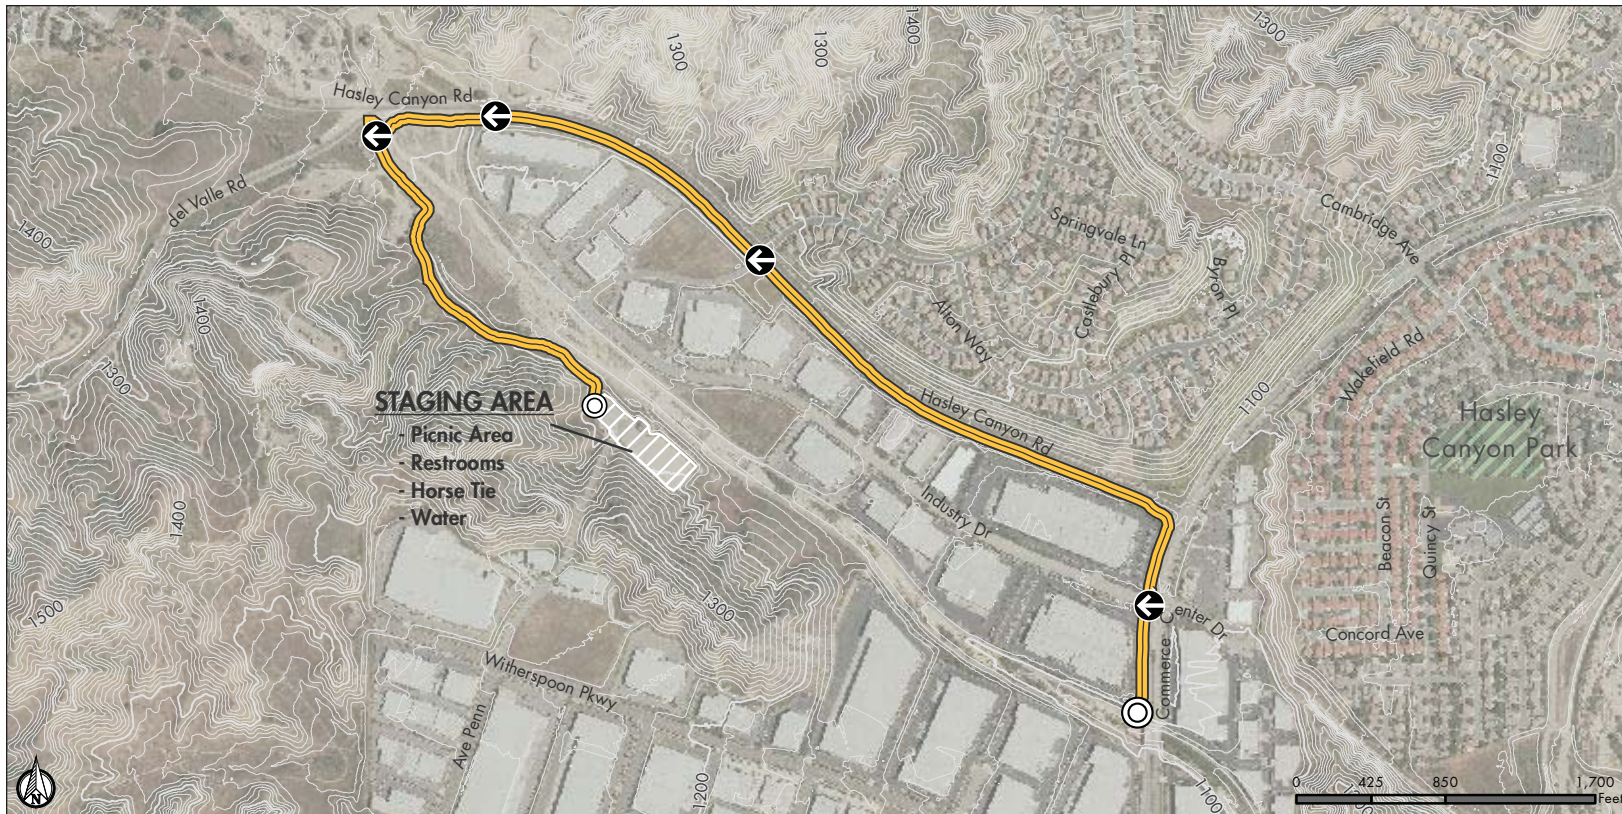 1300
1300
1400
1300
Hasley Canyon Rd
1100
del Valle Rd
Cambridge Ave
Springvale Ln
1400
Castlebury Pl
Byron Pl
1400
Alton Way
Wakefield Rd
1300
1100
STAGING AREA
- Picnic Area
- Restrooms
- Horse Tie
- Water
Hasley Canyon Rd
Hasley
Canyon Park
1400
Industry Dr
Beacon St
Quincy St
1500
1300
Commerce Center Dr
Concord Ave
Witherspoon Pkwy
Ave Penn
1200
1100
N
0 425 850 1,700
Feet